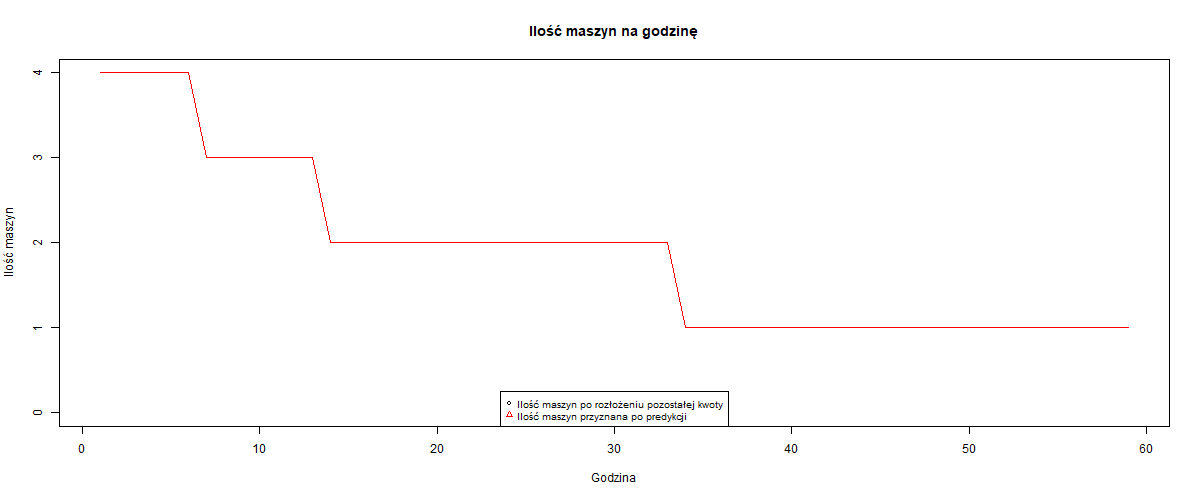 Ilość maszyn na godzinę
Ilość maszyn
4
3
2
1
0
Ilość maszyn po rozłożeniu pozostałej kwoty
Ilość maszyn przyznana po predykcji
0 10 20 30 40 50 60
Godzina